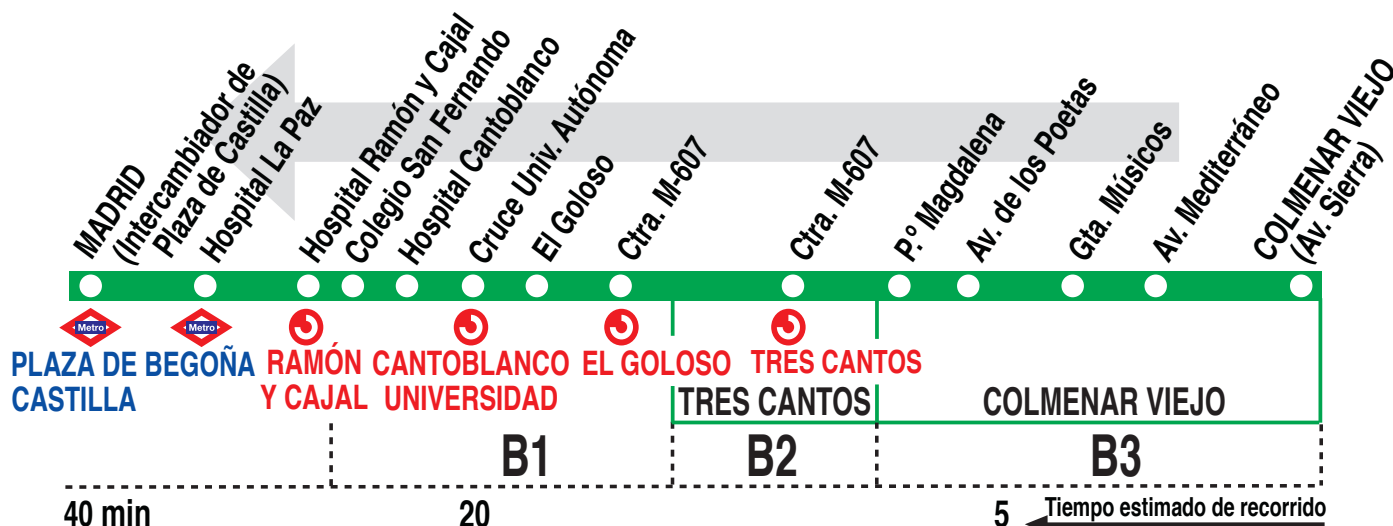 MADRID
(Intercambiador de
Plaza de Castilla)
Hospital La Paz
Hospital Ramón y Cajal
Colegio San Fernando
Hospital Cantoblanco
Cruce Univ. Autónoma
El Goloso
Ctra. M-607
Ctra. M-607
P.º Magdalena
Av. de los Poetas
Gta. Músicos
Av. Mediterráneo
COLMENAR VIEJO
(Av. Sierra)
Metro
Metro
PLAZA DE
CASTILLA
BEGOÑA
RAMÓN
Y CAJAL
CANTOBLANCO
UNIVERSIDAD
EL GOLOSO
TRES CANTOS
TRES CANTOS
COLMENAR VIEJO
B1
B2
B3
40 min
20
5
Tiempo estimado de recorrido